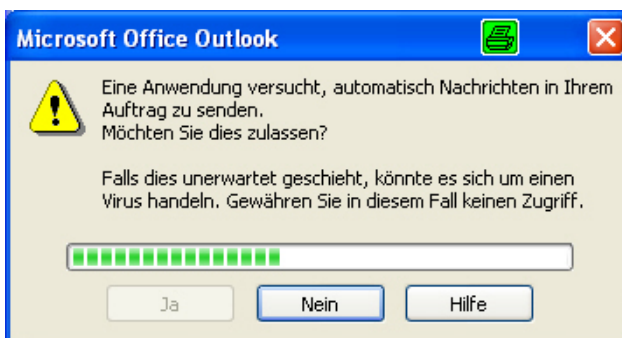 Microsoft Office Outlook
Eine Anwendung versucht, automatisch Nachrichten in Ihrem
Auftrag zu senden.
Möchten Sie dies zulassen?
Falls dies unerwartet geschieht, könnte es sich um einen
Virus handeln. Gewähren Sie in diesem Fall keinen Zugriff.
Ja Nein Hilfe